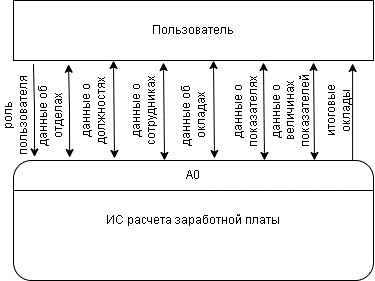 Пользователь
роль
пользователя
данные об
отделах
данные о
должностях
данные о
сотрудниках
данные об
окладах
данные о
показателях
данные о
величинах
показателей
итоговые
оклады
A0
ИС расчета заработной платы